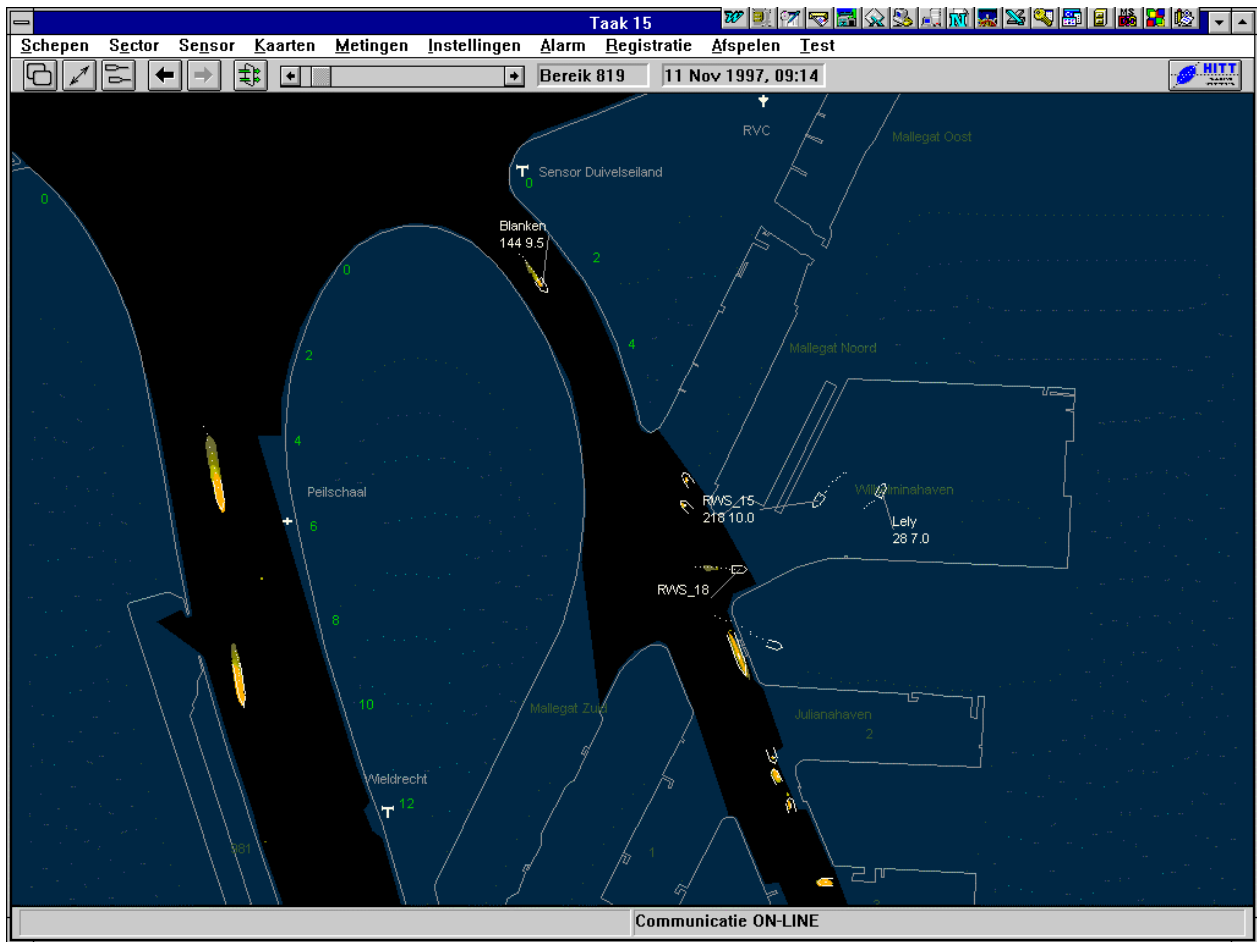 Taak 15
Schepen Sector Sensor Kaarten Metingen Instellingen Alarm Registratie Afspelen Test
Bereik 819 11 Nov 1997, 09:14 HITT
RVC
Mallegat Oost
Sensor Duivelseiland
0
0
Blanken
144 9.5
2
0
4
Mallegat Noord
2
4
Peilschaal
6
Wilhelminahaven
RWS_15
218 10.0
Lely
28 7.0
RWS_18
8
10
Mallegat Zuid
Julianahaven
2
Wieldrecht
12
981
1
Communicatie ON-LINE